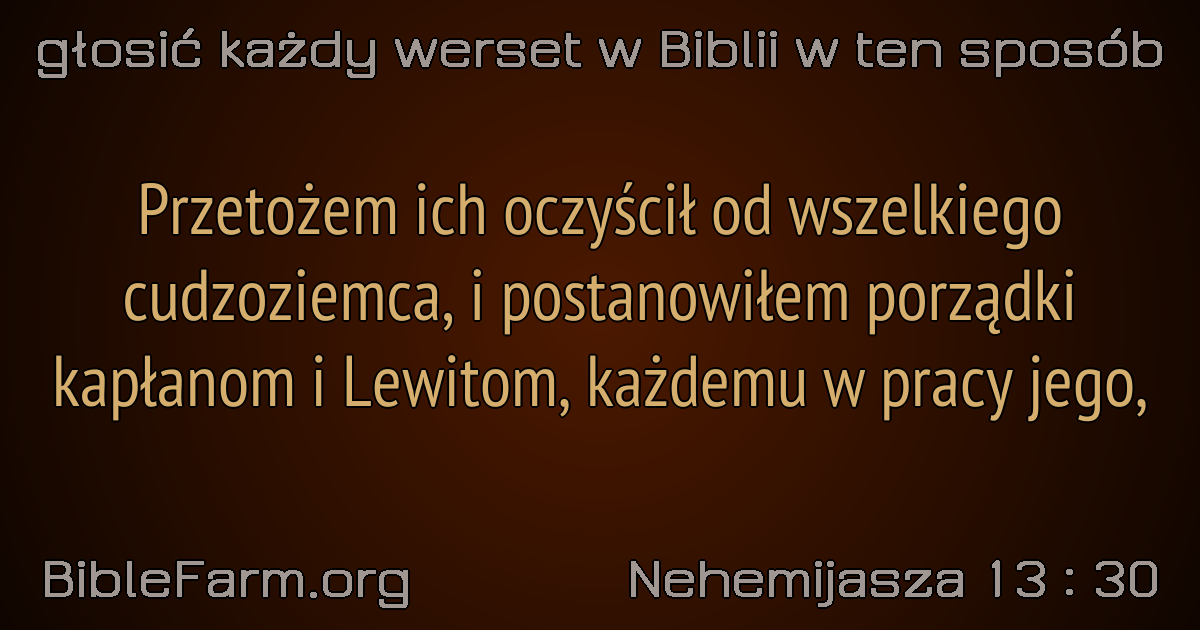 głosić każdy werset w Biblii w ten sposób
Przetożem ich oczyścił od wszelkiego
cudzoziemca, i postanowiłem porządki
kapłanom i Lewitom, każdemu w pracy jego,
BibleFarm.org
Nehemijasza 13 : 30